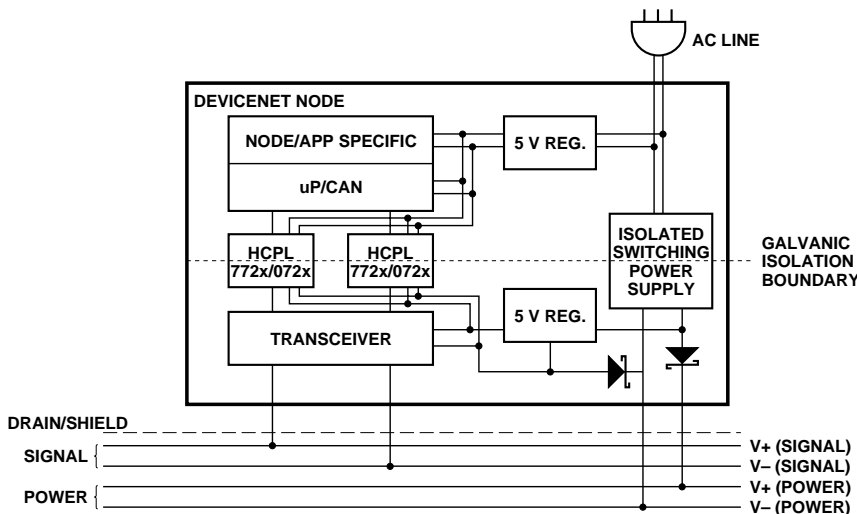 AC LINE
DEVICENET NODE
NODE/APP SPECIFIC
5 V REG.
uP/CAN
HCPL
772x/072x
HCPL
772x/072x
ISOLATED
SWITCHING
POWER
SUPPLY
GALVANIC
ISOLATION
BOUNDARY
5 V REG.
TRANSCEIVER
DRAIN/SHIELD
SIGNAL
V+ (SIGNAL)
V– (SIGNAL)
POWER
V+ (POWER)
V– (POWER)